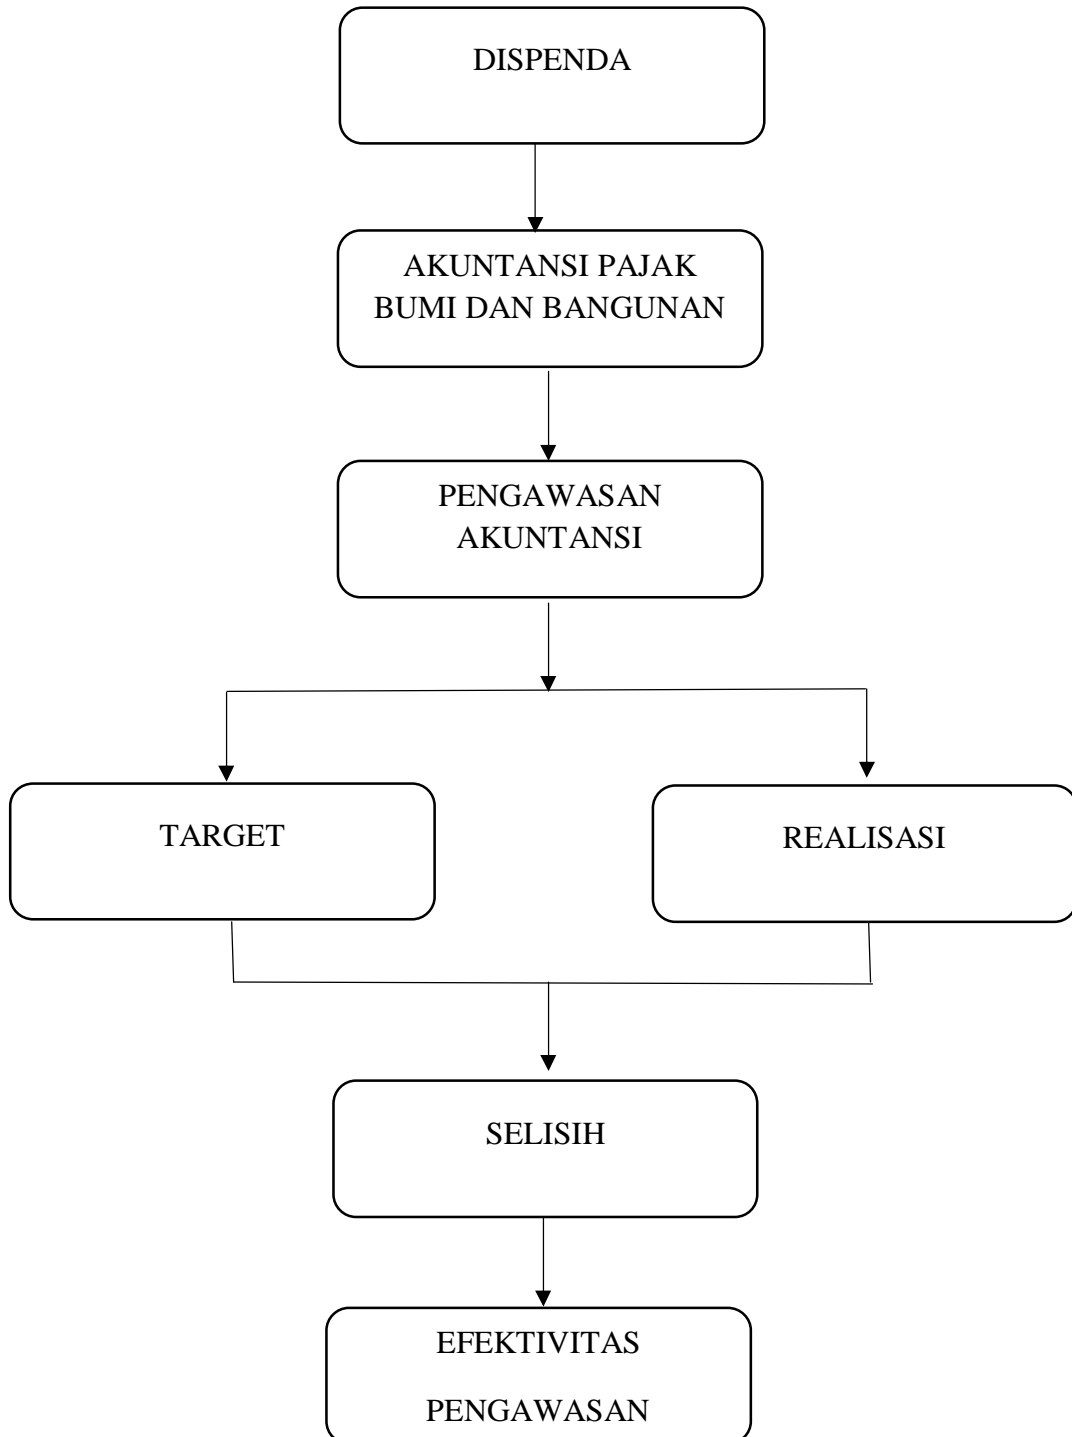 DISPENDA
AKUNTANSI PAJAK
BUMI DAN BANGUNAN
PENGAWASAN
AKUNTANSI
TARGET
REALISASI
SELISIH
EFEKTIVITAS
PENGAWASAN